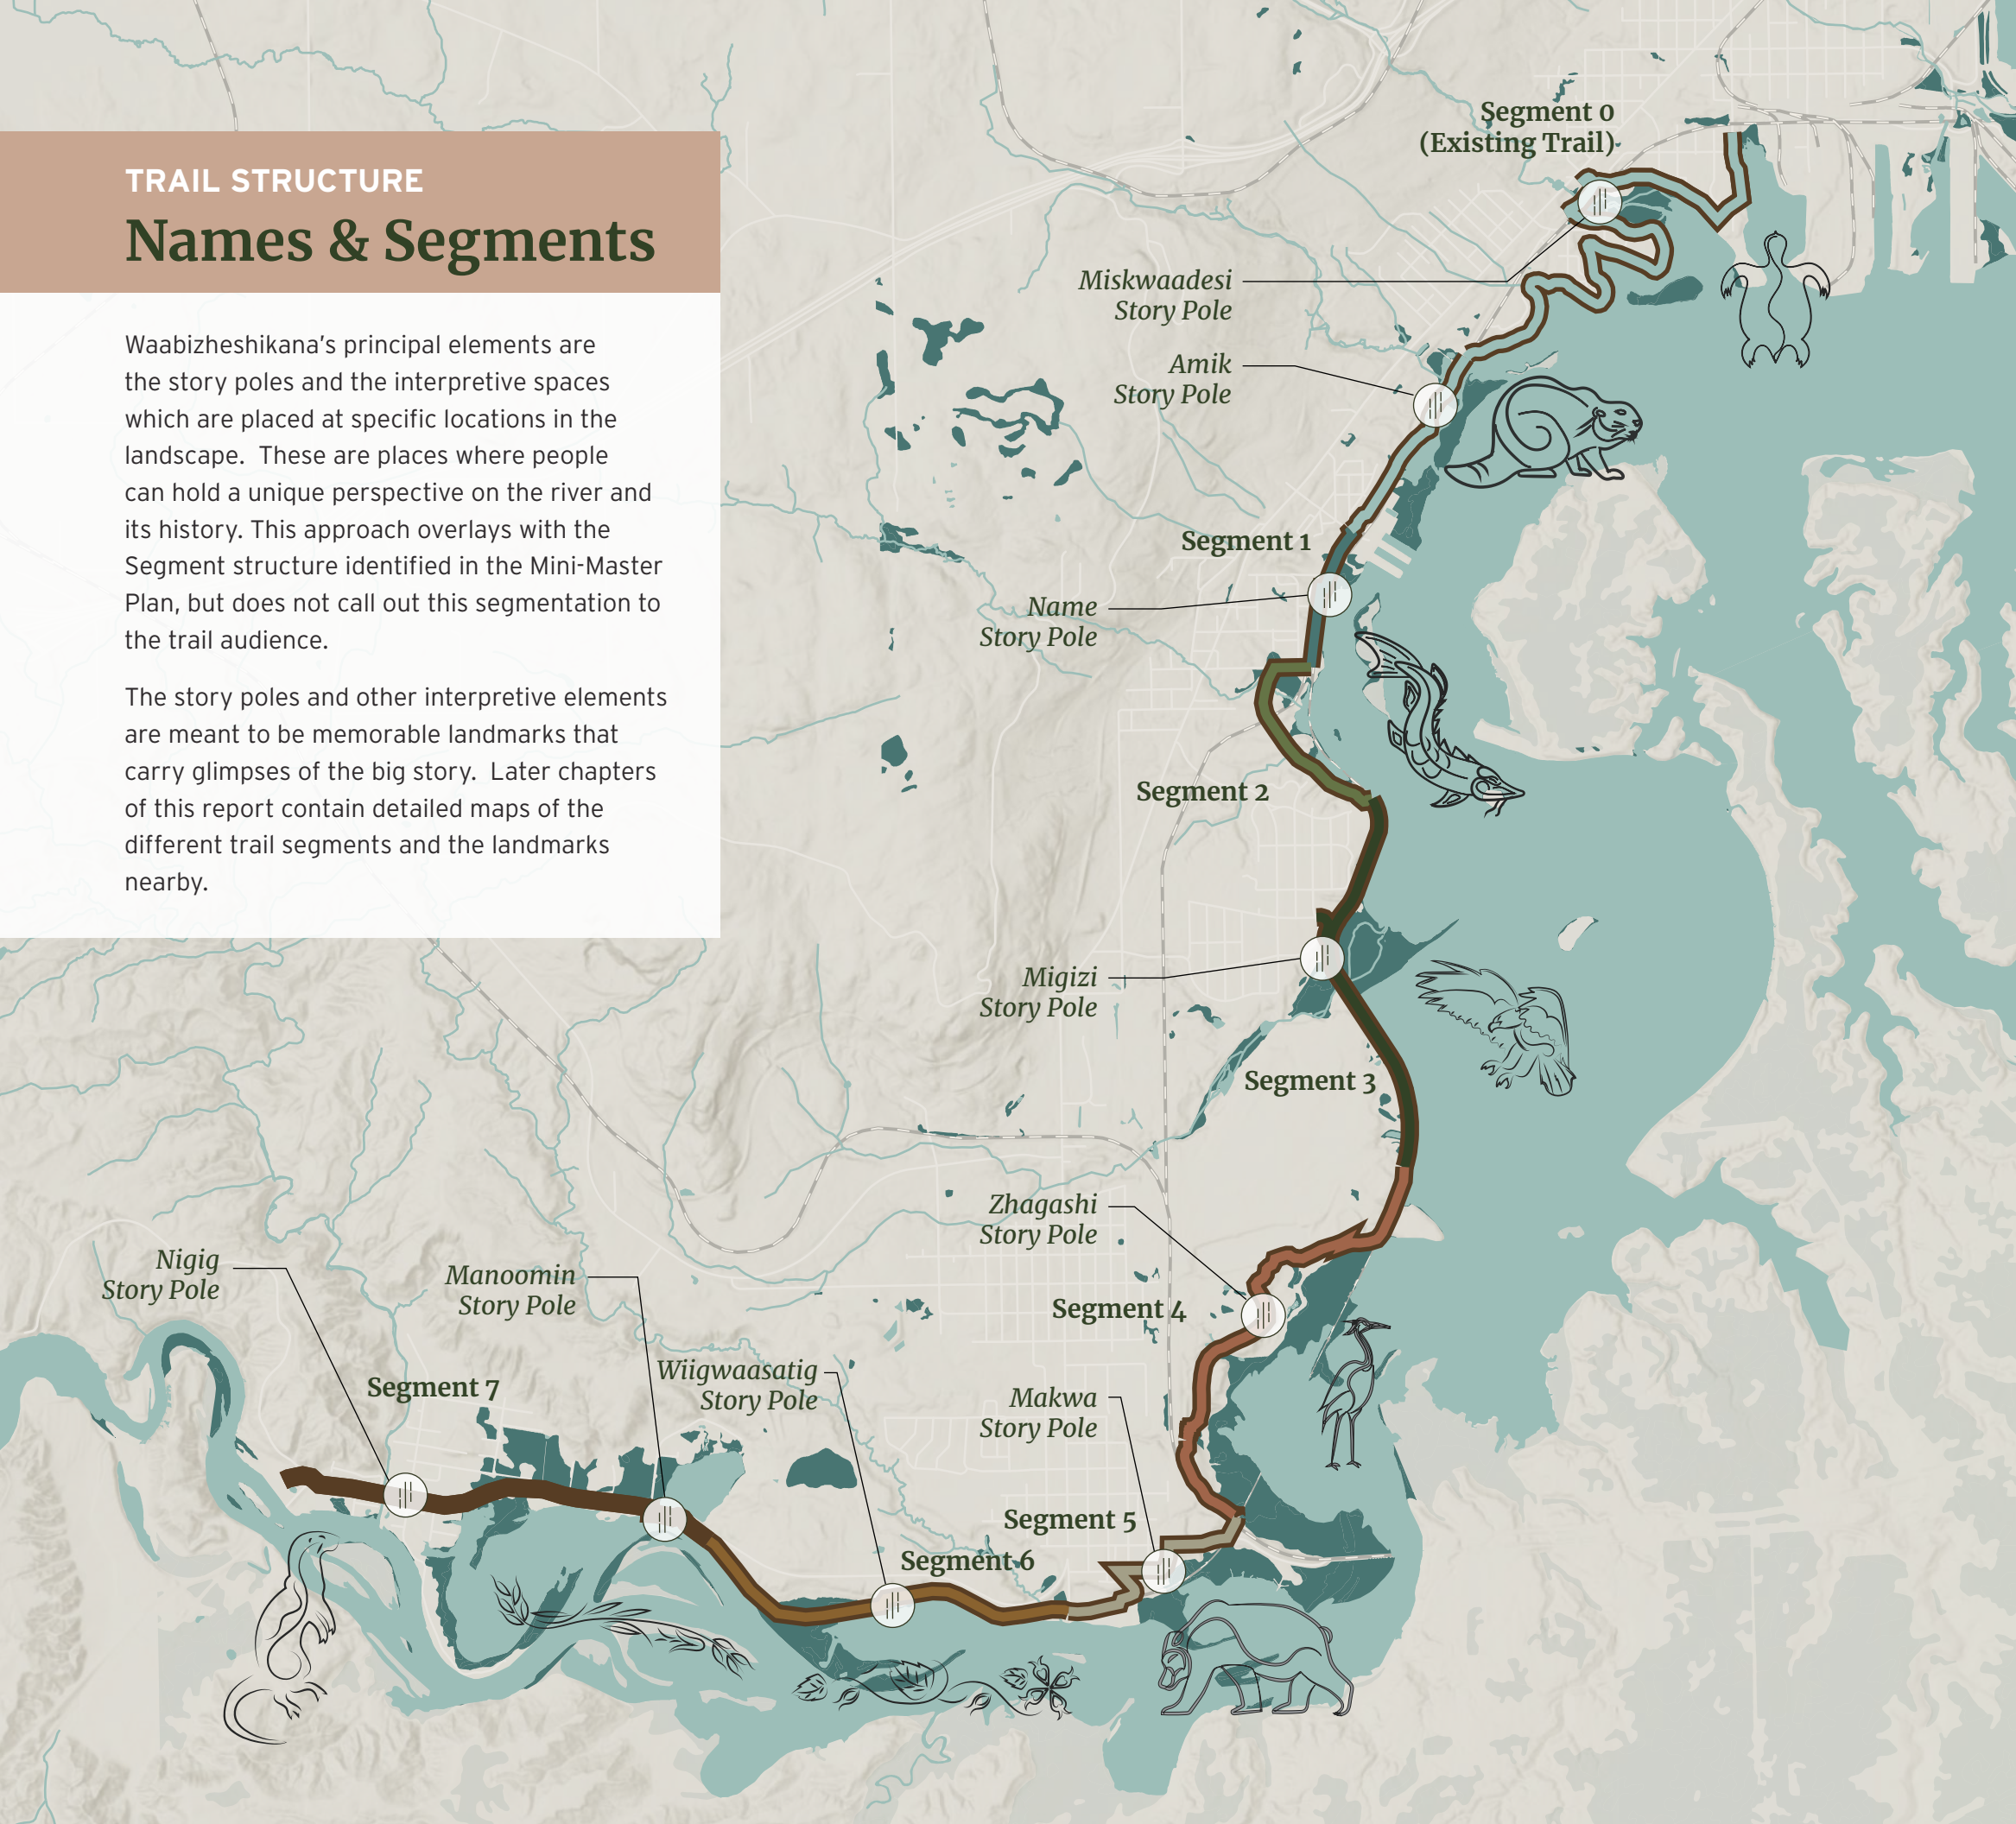 TRAIL STRUCTURE
Names & Segments
Waabizheshikana’s principal elements are
the story poles and the interpretive spaces
which are placed at specific locations in the
landscape.  These are places where people
can hold a unique perspective on the river and
its history. This approach overlays with the
Segment structure identified in the Mini-Master
Plan, but does not call out this segmentation to
the trail audience.
The story poles and other interpretive elements
are meant to be memorable landmarks that
carry glimpses of the big story.  Later chapters
of this report contain detailed maps of the
different trail segments and the landmarks
nearby.
Segment 0
(Existing Trail)
Miskwaadesi
Story Pole
Amik
Story Pole
Segment 1
Name
Story Pole
Segment 2
Migizi
Story Pole
Segment 3
Zhagashi
Story Pole
Segment 4
Nigig
Story Pole
Manoomin
Story Pole
Wiigwaasatig
Story Pole
Makwa
Story Pole
Segment 7
Segment 5
Segment 6